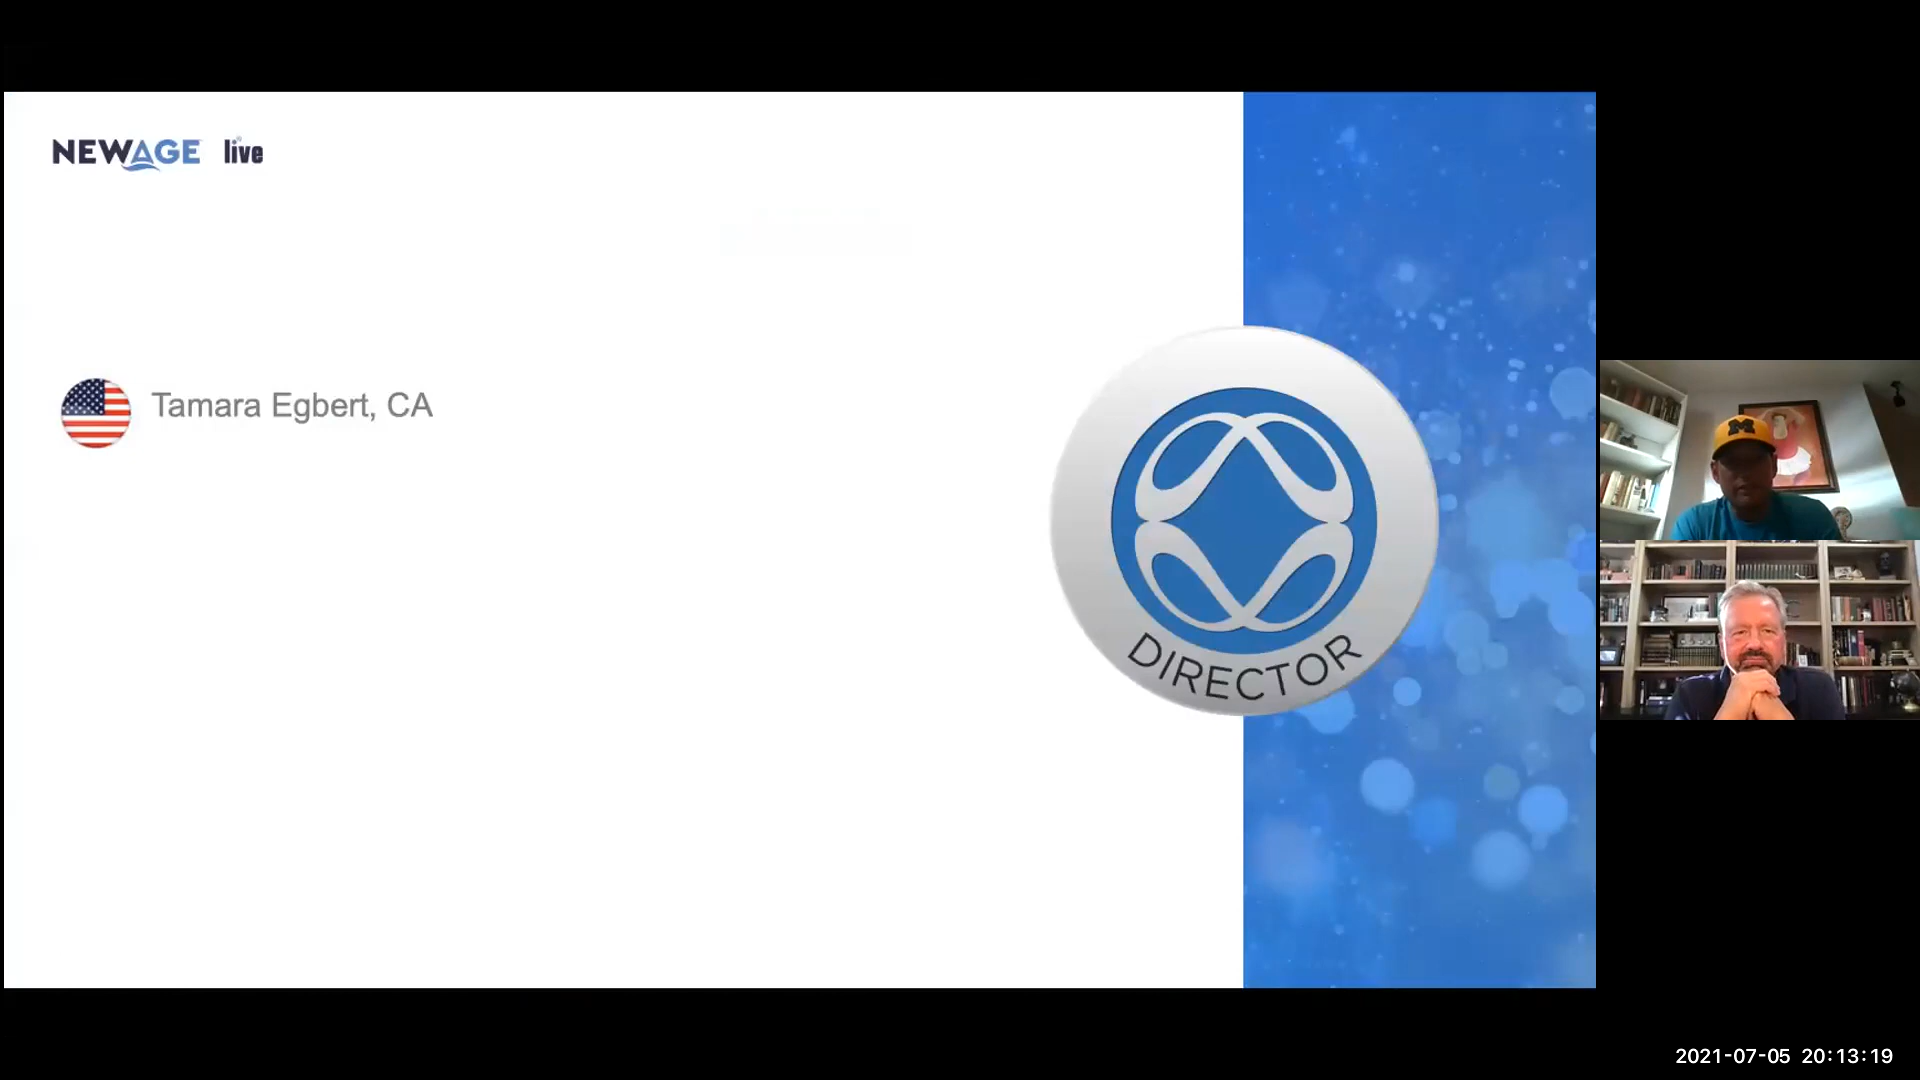 NEWAGE live
Tamara Egbert, CA
DIRECTOR
M
2021-07-05 20:13:19